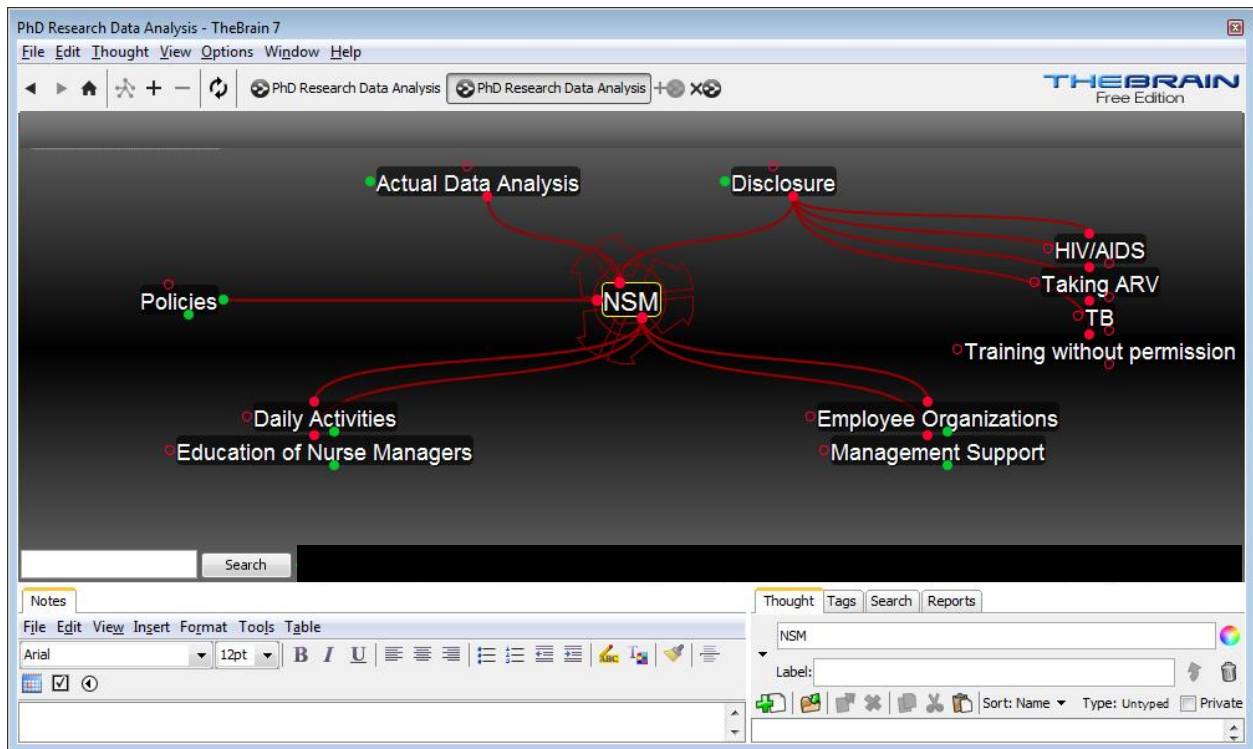 PhD Research Data Analysis - TheBrain 7
File Edit Thought View Options Window Help
PhD Research Data Analysis PhD Research Data Analysis
THEBRAIN
Free Edition
Actual Data Analysis Disclosure
HIV/AIDS
Taking ARV
Policies NSM
TB
Training without permission
Daily Activities Employee Organizations
Education of Nurse Managers Management Support
Search
Notes Thought Tags Search Reports
File Edit View Insert Format Tools Table
NSM
Arial 12pt B I U ABC T
Label:
Sort: Name Type: Untyped Private